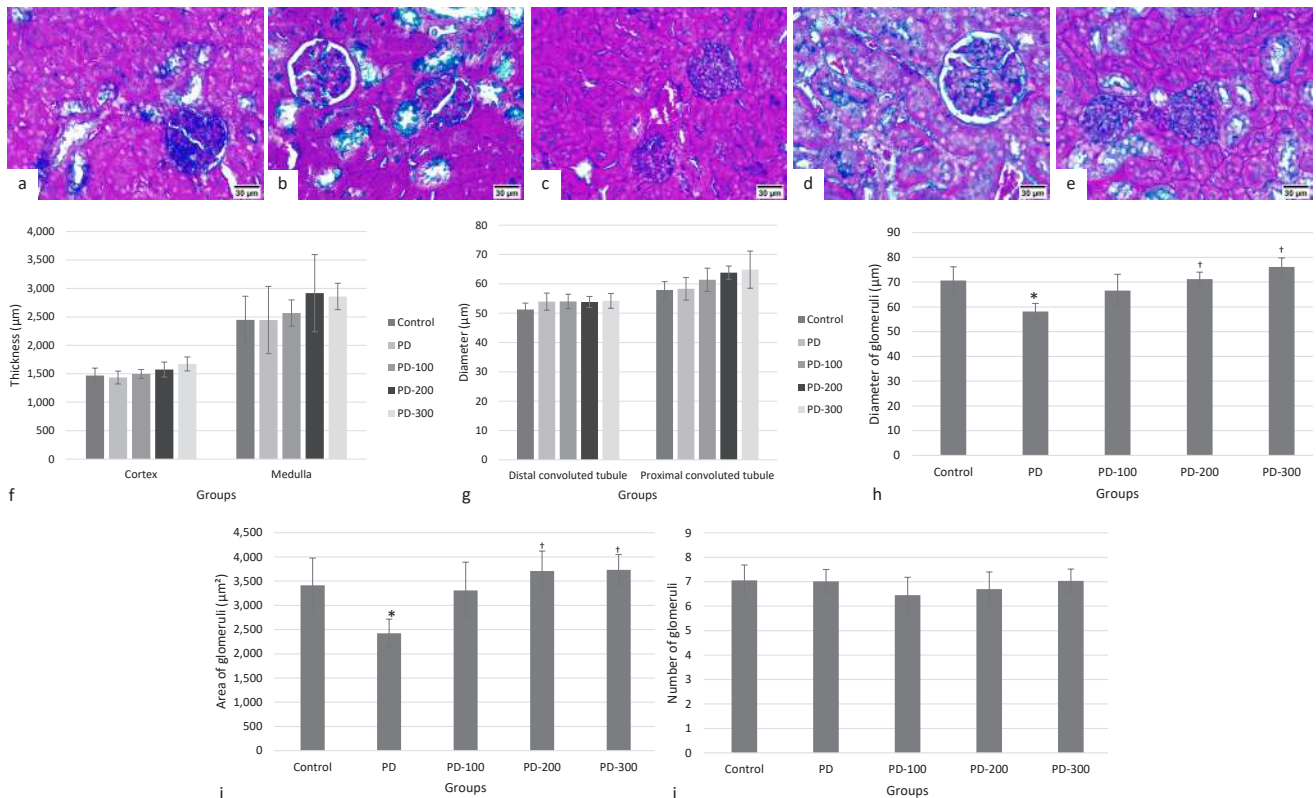 a
30 µm
b
30 µm
c
30 µm
d
30 µm
e
30 µm
4,000
3,500
3,000
2,500
2,000
1,500
1,000
500
0
Thickness (µm)
Cortex
Medulla
Groups
Control
PD
PD-100
PD-200
PD-300
f
80
70
60
50
40
30
20
10
0
Diameter (µm)
Distal convoluted tubule
Proximal convoluted tubule
Groups
Control
PD
PD-100
PD-200
PD-300
g
90
80
70
60
50
40
30
20
10
0
Diameter of glomeruli (µm)
*
†
†
Control
PD
PD-100
PD-200
PD-300
Groups
h
4,500
4,000
3,500
3,000
2,500
2,000
1,500
1,000
500
0
Area of glomeruli (µm²)
*
†
†
Control
PD
PD-100
PD-200
PD-300
Groups
i
9
8
7
6
5
4
3
2
1
0
Number of glomeruli
Control
PD
PD-100
PD-200
PD-300
Groups
j